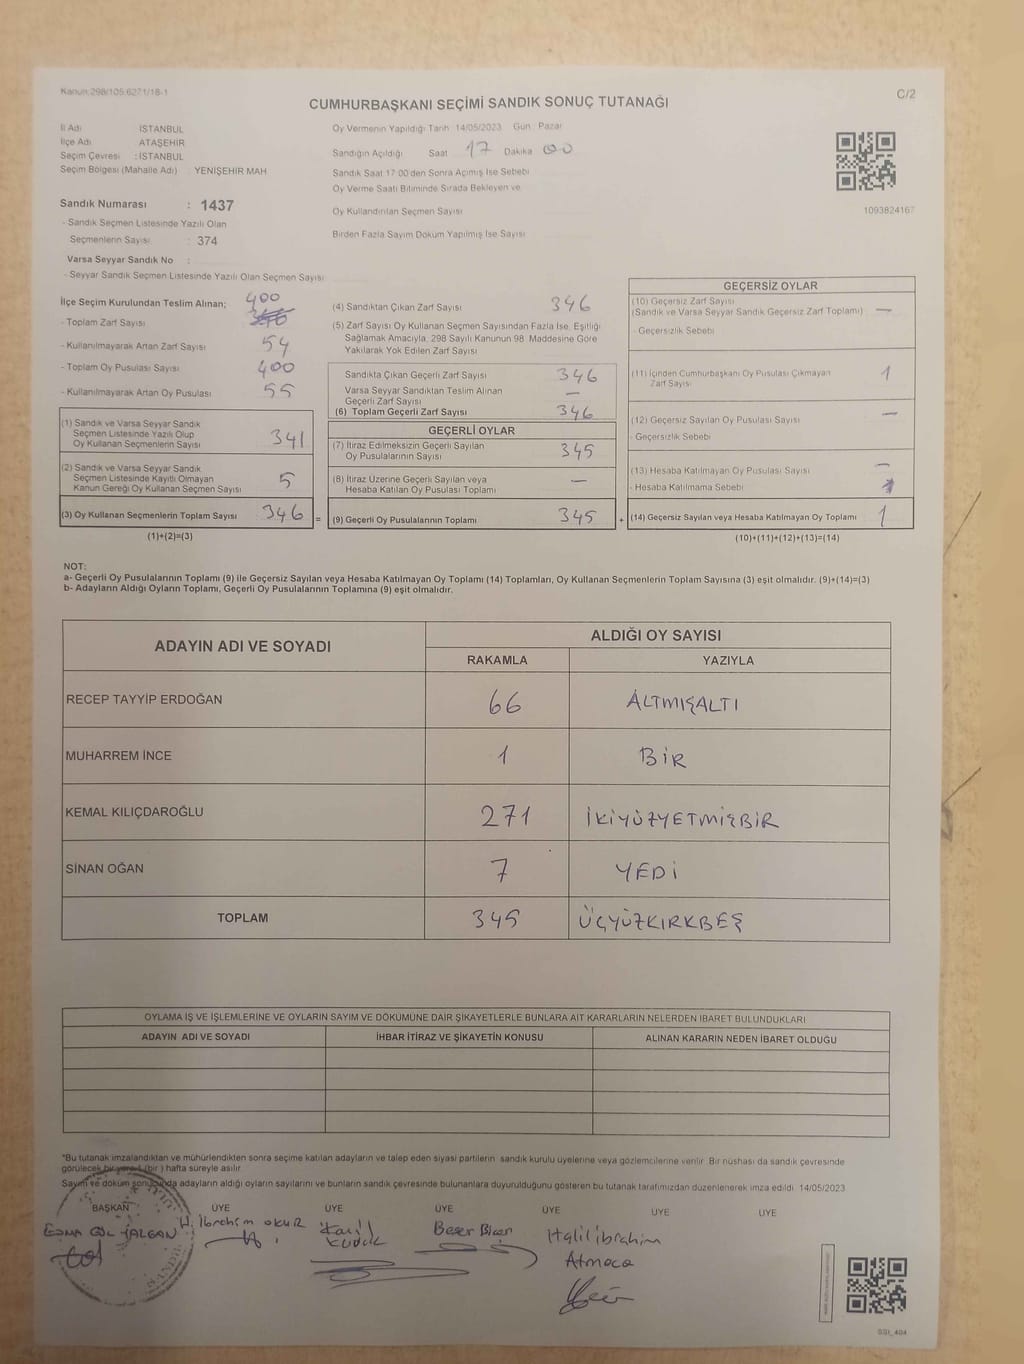 Kanun:298/105.6271/18-1
C/2
CUMHURBAŞKANI SEÇİMİ SANDIK SONUÇ TUTANAĞI
İl Adı : İSTANBUL
İlçe Adı : ATAŞEHİR
Seçim Çevresi : İSTANBUL
Seçim Bölgesi (Mahalle Adı) : YENİŞEHİR MAH
Sandık Numarası : 1437
- Sandık Seçmen Listesinde Yazılı Olan
Seçmenlerin Sayısı : 374
Varsa Seyyar Sandık No :
- Seyyar Sandık Seçmen Listesinde Yazılı Olan Seçmen Sayısı
Oy Vermenin Yapıldığı Tarih 14/05/2023 Gün Pazar
Sandığın Açıldığı Saat 17 Dakika 00
Sandık Saat 17 00'den Sonra Açılmış İse Sebebi
Oy Verme Saati Bitiminde Sırada Bekleyen ve
Oy Kullandırılan Seçmen Sayısı
Birden Fazla Sayım Döküm Yapılmış İse Sayısı
1093824167
İlçe Seçim Kurulundan Teslim Alınan;
- Toplam Zarf Sayısı 400
- Kullanılmayarak Artan Zarf Sayısı 54
- Toplam Oy Pusulası Sayısı 400
- Kullanılmayarak Artan Oy Pusulası 55
(1) Sandık ve Varsa Seyyar Sandık
Seçmen Listesinde Yazılı Olup
Oy Kullanan Seçmenlerin Sayısı 341
(2) Sandık ve Varsa Seyyar Sandık
Seçmen Listesinde Kayıtlı Olmayan
Kanun Gereği Oy Kullanan Seçmen Sayısı 5
(3) Oy Kullanan Seçmenlerin Toplam Sayısı 346 =
(1)+(2)=(3)
(4) Sandıktan Çıkan Zarf Sayısı 346
(5) Zarf Sayısı Oy Kullanan Seçmen Sayısından Fazla İse, Eşitliği
Sağlamak Amacıyla, 298 Sayılı Kanunun 98. Maddesine Göre
Yakılarak Yok Edilen Zarf Sayısı
Sandıkta Çıkan Geçerli Zarf Sayısı 346
Varsa Seyyar Sandıktan Teslim Alınan
Geçerli Zarf Sayısı —
(6) Toplam Geçerli Zarf Sayısı 346
GEÇERLİ OYLAR
(7) İtiraz Edilmeksizin Geçerli Sayılan
Oy Pusulalarının Sayısı 345
(8) İtiraz Üzerine Geçerli Sayılan veya
Hesaba Katılan Oy Pusulası Toplamı —
(9) Geçerli Oy Pusulalarının Toplamı 345 +
GEÇERSİZ OYLAR
(10) Geçersiz Zarf Sayısı
(Sandık ve Varsa Seyyar Sandık Geçersiz Zarf Toplamı) —
- Geçersizlik Sebebi
(11) İçinden Cumhurbaşkanı Oy Pusulası Çıkmayan
Zarf Sayısı 1
(12) Geçersiz Sayılan Oy Pusulası Sayısı —
- Geçersizlik Sebebi
(13) Hesaba Katılmayan Oy Pusulası Sayısı —
- Hesaba Katılmama Sebebi
(14) Geçersiz Sayılan veya Hesaba Katılmayan Oy Toplamı 1
(10)+(11)+(12)+(13)=(14)
NOT:
a- Geçerli Oy Pusulalarının Toplamı (9) ile Geçersiz Sayılan veya Hesaba Katılmayan Oy Toplamı (14) Toplamları, Oy Kullanan Seçmenlerin Toplam Sayısına (3) eşit olmalıdır. (9)+(14)=(3)
b- Adayların Aldığı Oyların Toplamı, Geçerli Oy Pusulalarının Toplamına (9) eşit olmalıdır.
ADAYIN ADI VE SOYADI
ALDIĞI OY SAYISI
RAKAMLA YAZIYLA
RECEP TAYYİP ERDOĞAN 66 ALTMIŞALTI
MUHARREM İNCE 1 BİR
KEMAL KILIÇDAROĞLU 271 İKİYÜZYETMİŞBİR
SİNAN OĞAN 7 YEDİ
TOPLAM 345 ÜÇYÜZKIRKBEŞ
OYLAMA İŞ VE İŞLEMLERİNE VE OYLARIN SAYIM VE DÖKÜMÜNE DAİR ŞİKAYETLERLE BUNLARA AİT KARARLARIN NELERDEN İBARET BULUNDUKLARI
ADAYIN ADI VE SOYADI İHBAR İTİRAZ VE ŞİKAYETİN KONUSU ALINAN KARARIN NEDEN İBARET OLDUĞU
*Bu tutanak imzalandıktan ve mühürlendikten sonra seçime katılan adayların ve talep eden siyasi partilerin sandık kurulu üyelerine veya gözlemcilerine verilir. Bir nüshası da sandık çevresinde
görülecek bir yere 1 (bir) hafta süreyle asılır.
Sayım ve döküm sonucunda adayların aldığı oyların sayılarını ve bunların sandık çevresinde bulunanlara duyurulduğunu gösteren bu tutanak tarafımızdan düzenlenerek imza edildi. 14/05/2023
BAŞKAN ÜYE ÜYE ÜYE ÜYE ÜYE
H. İbrahim OKUR
Halil ibrahim
Atmaca
SSI_404